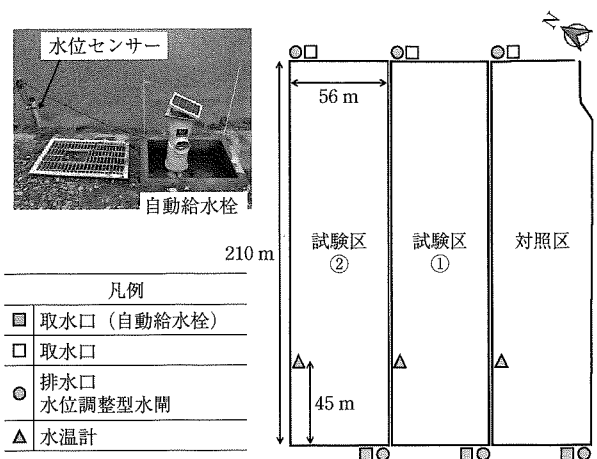 水位センサー
自動給水栓
N
56 m
210 m
試験区
②
試験区
①
対照区
45 m
凡例
取水口（自動給水栓）
取水口
排水口
水位調整型水閘
水温計